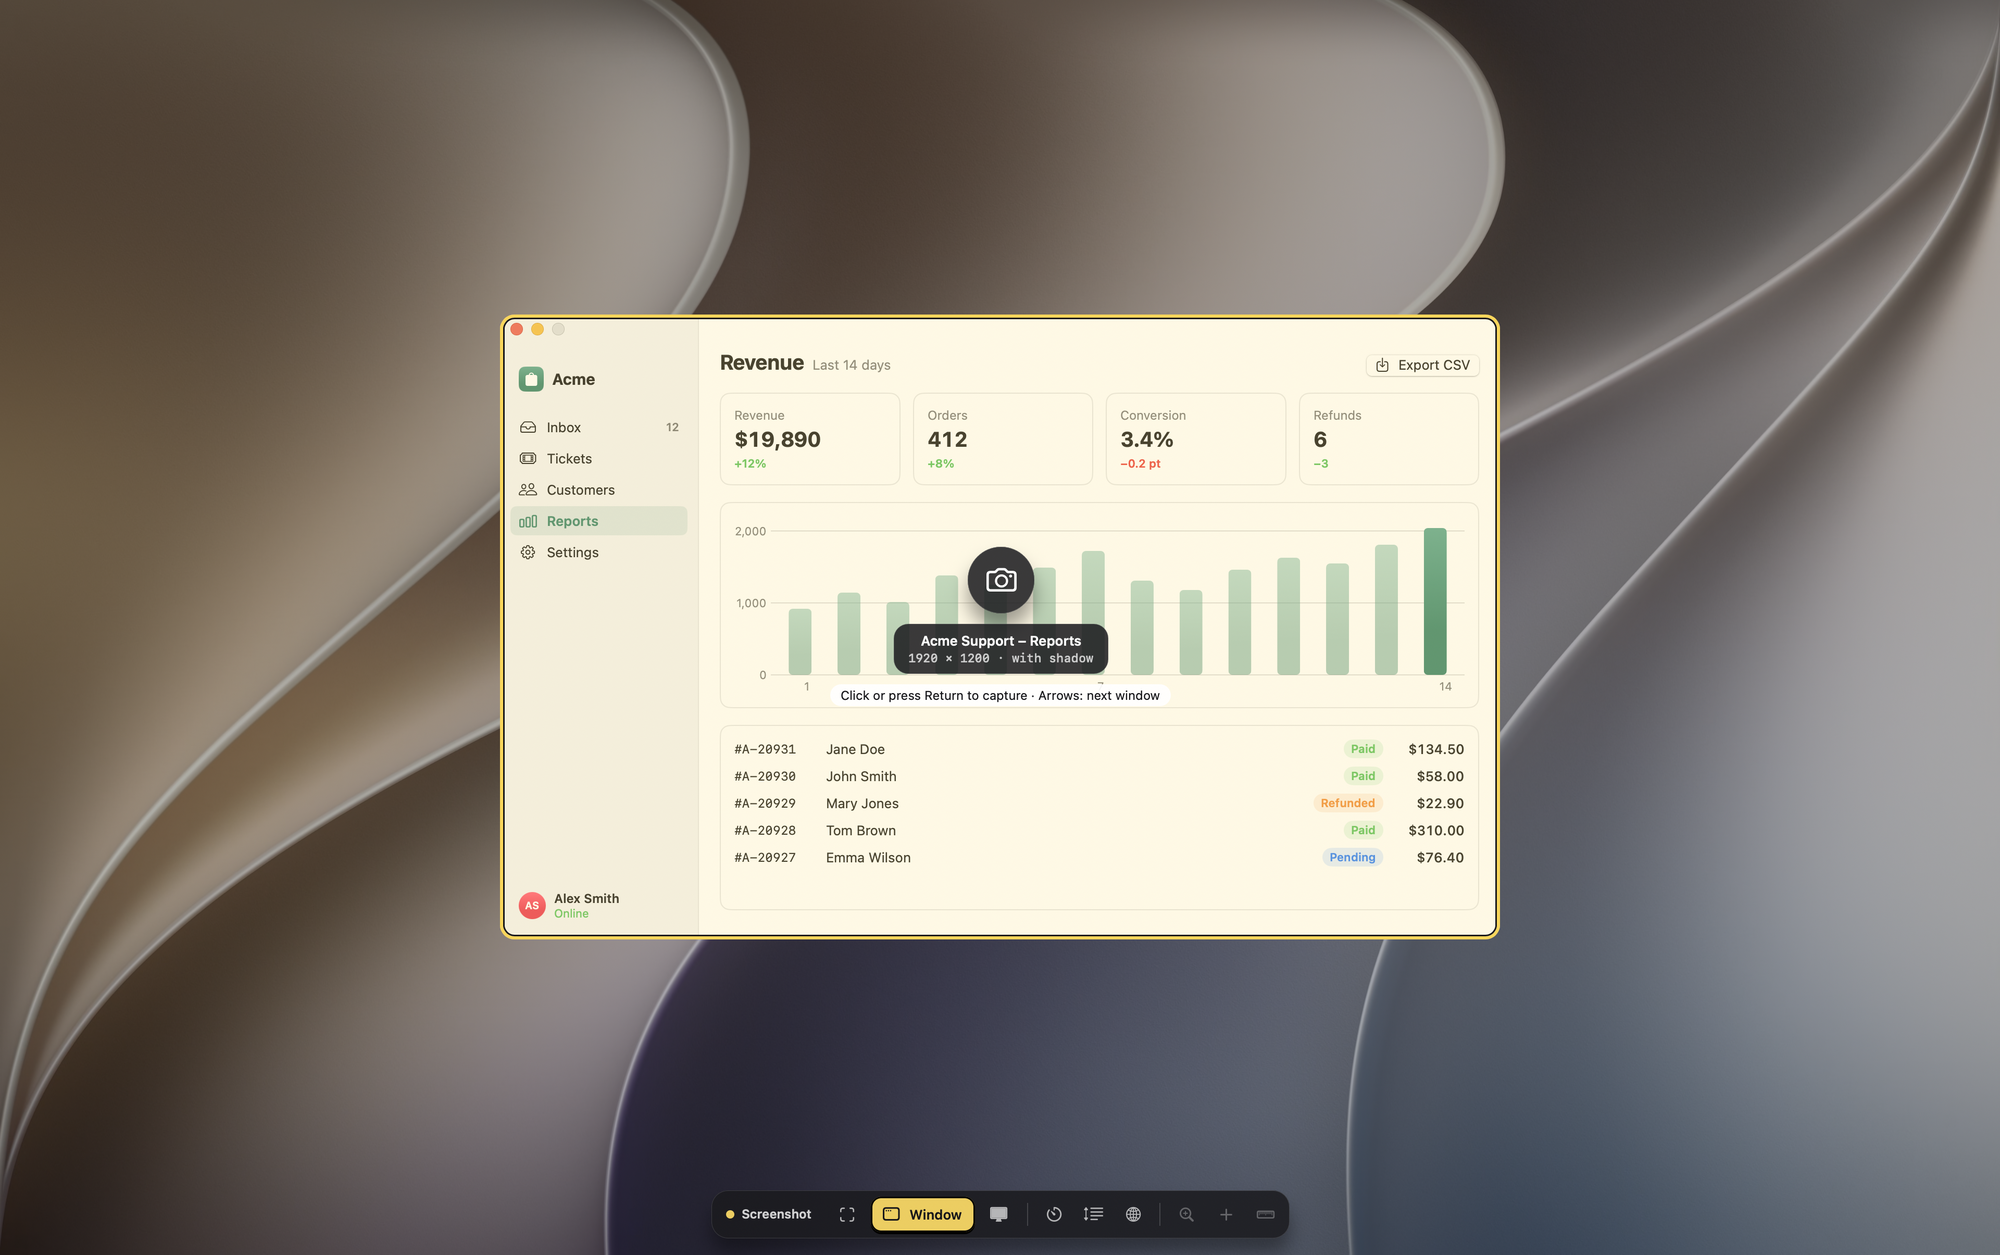 Acme
Inbox 12
Tickets
Customers
Reports
Settings
AS
Alex Smith
Online
Revenue Last 14 days
Export CSV
Revenue
$19,890
+12%
Orders
412
+8%
Conversion
3.4%
−0.2 pt
Refunds
6
−3
2,000
1,000
0
1
14
Acme Support – Reports
1920 × 1200 · with shadow
Click or press Return to capture · Arrows: next window
#A-20931 Jane Doe Paid $134.50
#A-20930 John Smith Paid $58.00
#A-20929 Mary Jones Refunded $22.90
#A-20928 Tom Brown Paid $310.00
#A-20927 Emma Wilson Pending $76.40
Screenshot
Window